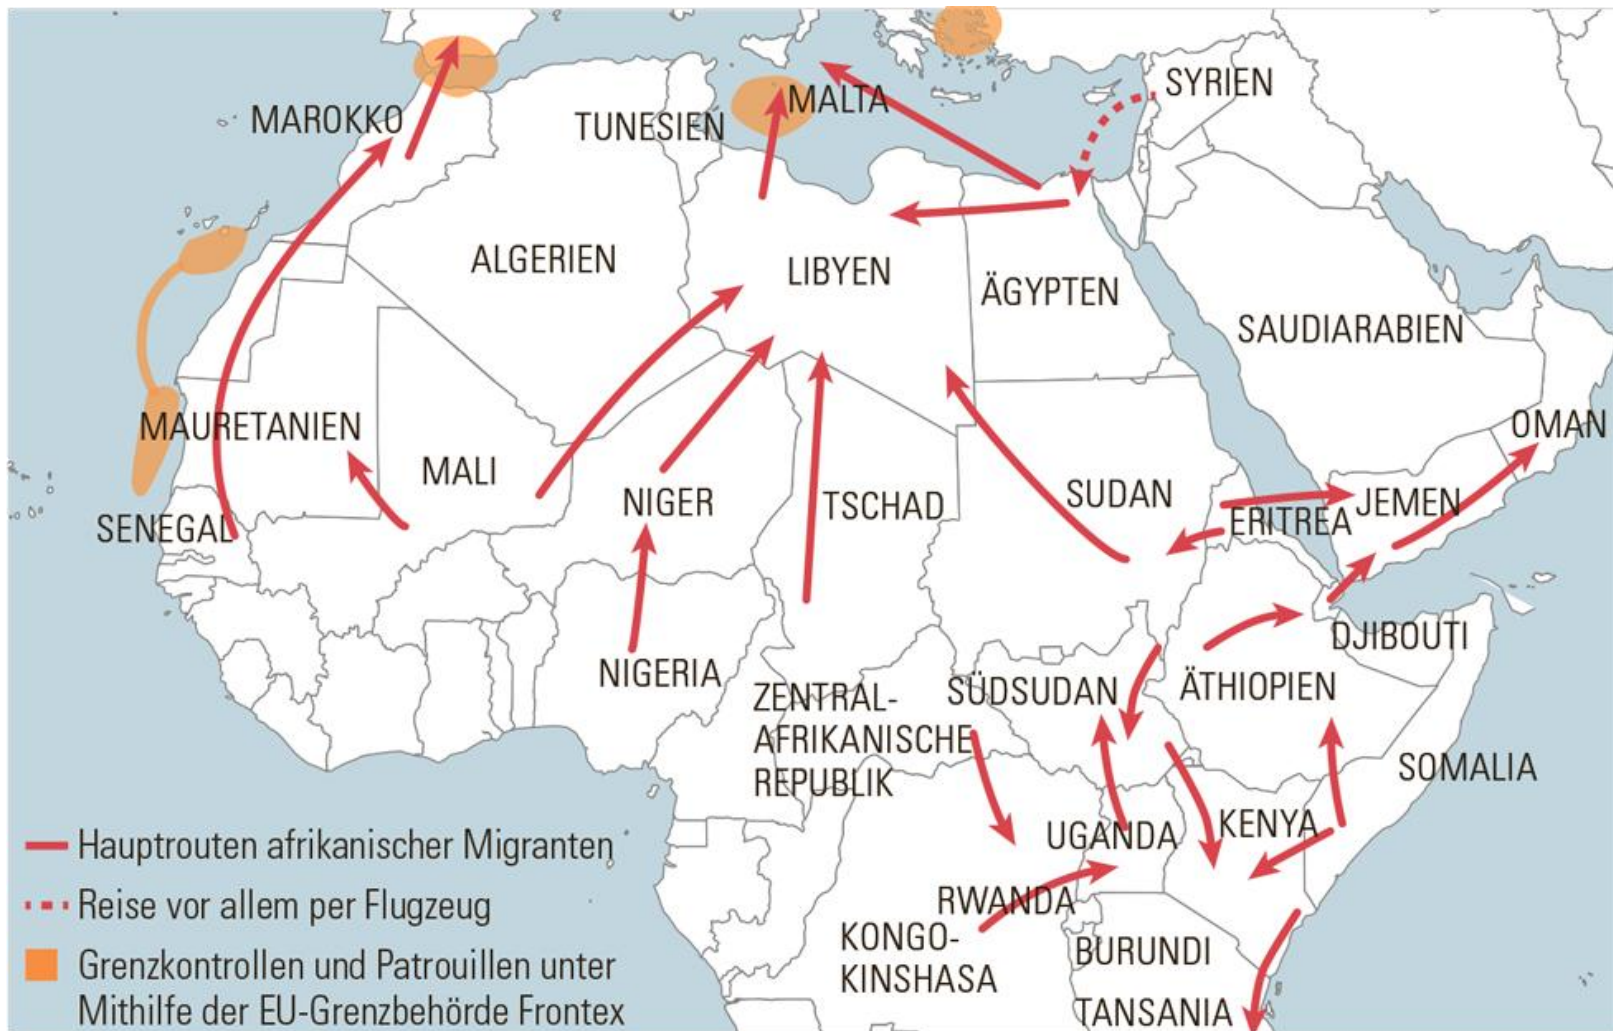 SYRIEN
MALTA
MAROKKO
TUNESIEN
ALGERIEN
LIBYEN
ÄGYPTEN
SAUDIARABIEN
OMAN
MAURETANIEN
MALI
NIGER
TSCHAD
SUDAN
JEMEN
ERITREA
SENEGAL
DJIBOUTI
NIGERIA
ZENTRAL-
AFRIKANISCHE
REPUBLIK
SÜDSUDAN
ÄTHIOPIEN
SOMALIA
UGANDA
KENYA
RWANDA
KONGO-
KINSHASA
BURUNDI
TANSANIA
Hauptrouten afrikanischer Migranten
Reise vor allem per Flugzeug
Grenzkontrollen und Patrouillen unter
Mithilfe der EU-Grenzbehörde Frontex